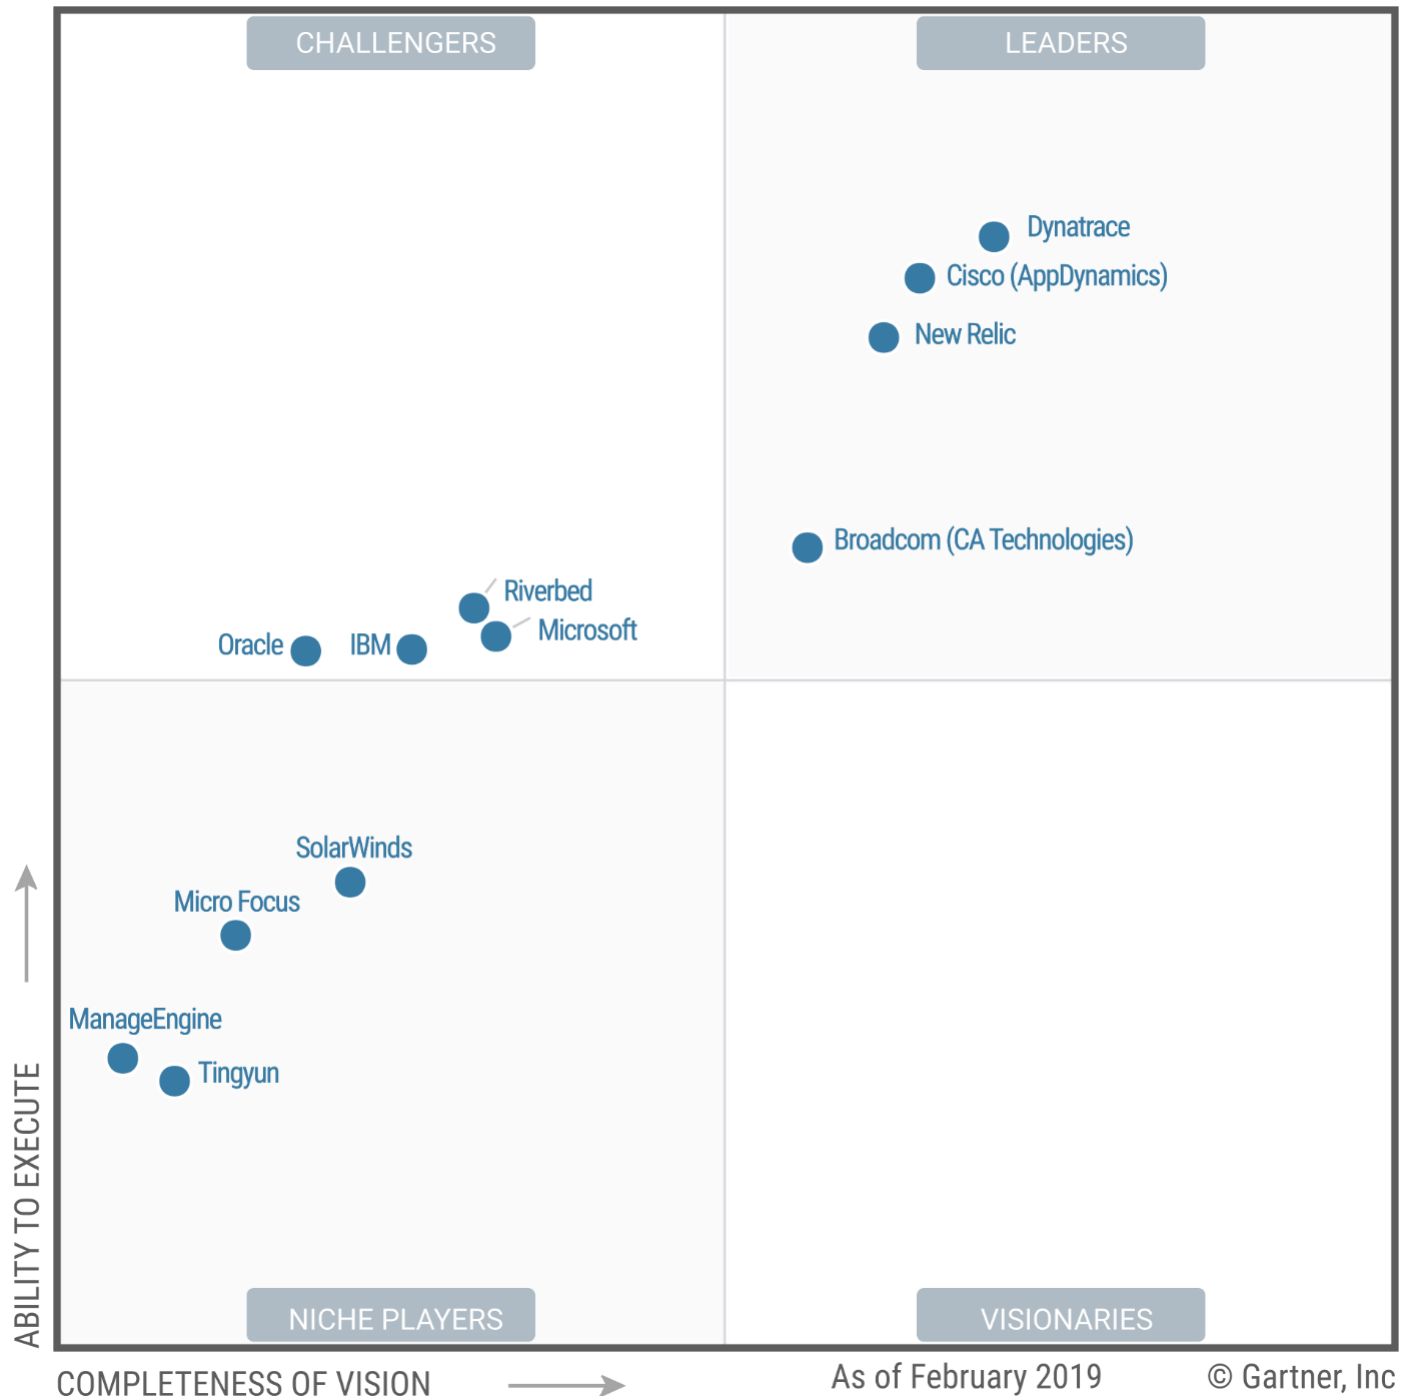 CHALLENGERS
LEADERS
Dynatrace
Cisco (AppDynamics)
New Relic
Broadcom (CA Technologies)
Riverbed
Microsoft
Oracle
IBM
SolarWinds
Micro Focus
ManageEngine
Tingyun
NICHE PLAYERS
VISIONARIES
ABILITY TO EXECUTE
COMPLETENESS OF VISION
As of February 2019
© Gartner, Inc